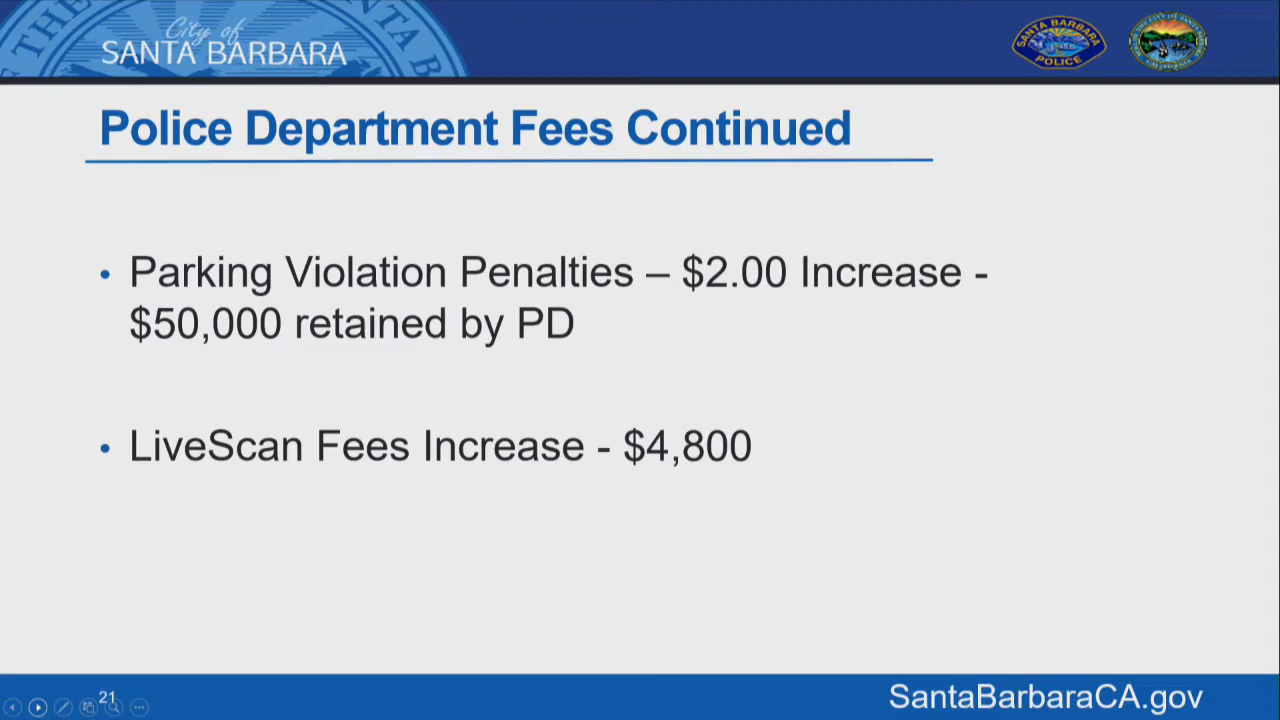 City of
SANTA BARBARA
SANTA BARBARA
POLICE
Police Department Fees Continued
• Parking Violation Penalties – $2.00 Increase -
$50,000 retained by PD
• LiveScan Fees Increase - $4,800
21
SantaBarbaraCA.gov